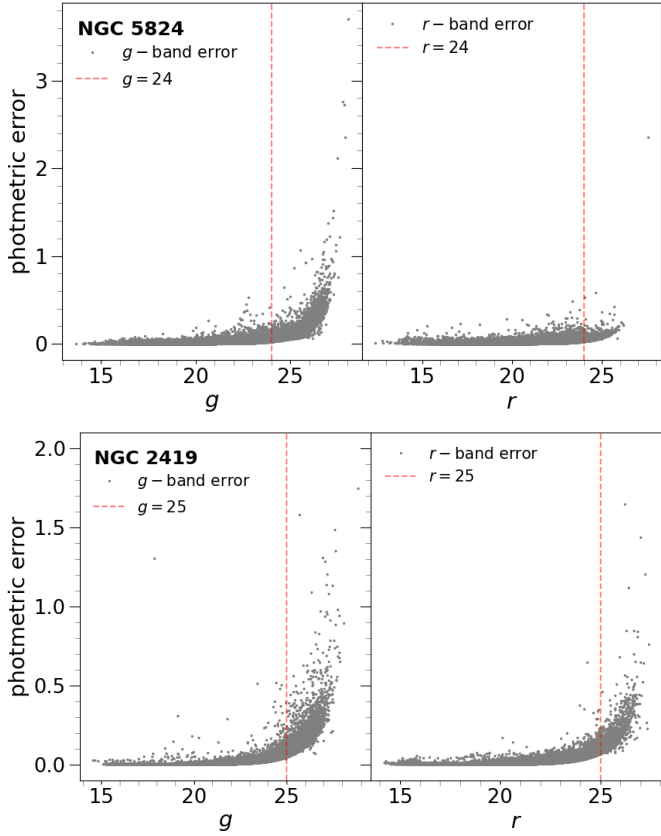 NGC 5824
g − band error
g = 24
r − band error
r = 24
photmetric error
3
2
1
0
15 20 25
15 20 25
g
r
NGC 2419
g − band error
g = 25
r − band error
r = 25
photmetric error
2.0
1.5
1.0
0.5
0.0
15 20 25
15 20 25
g
r